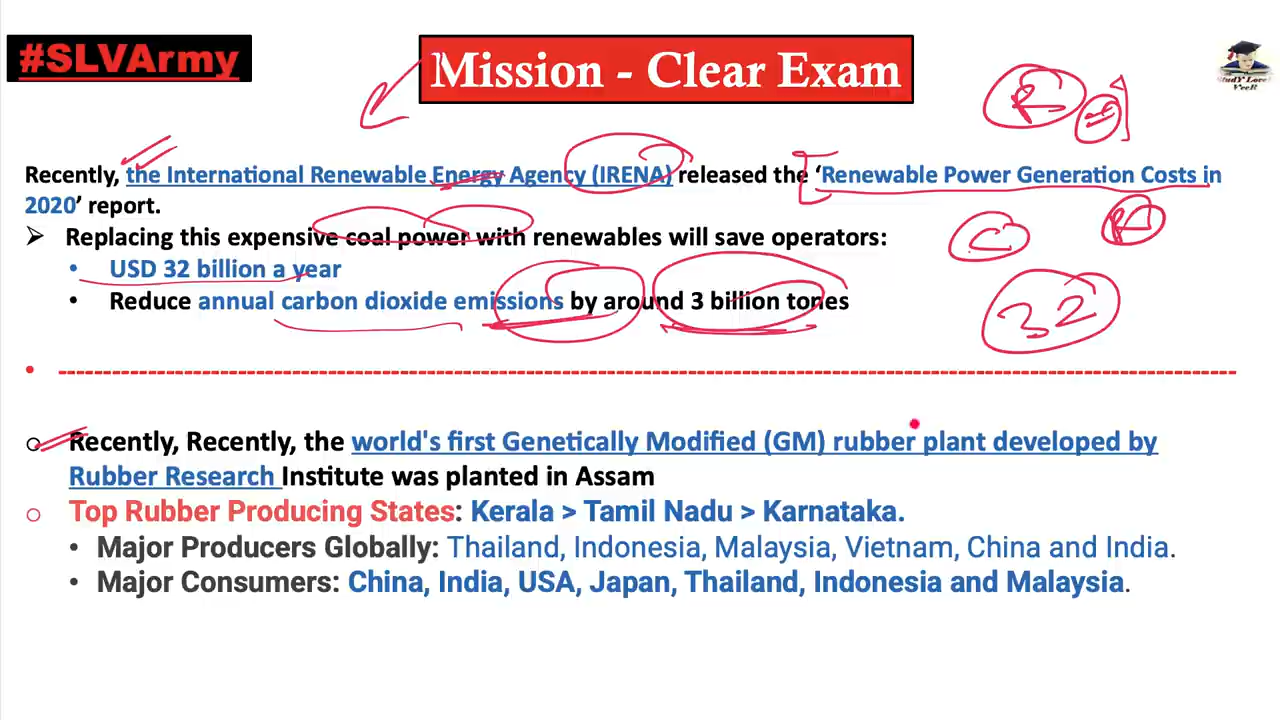 #SLVArmy
Mission - Clear Exam
StudY Lover
VeeR
Recently, the International Renewable Energy Agency (IRENA) released the ‘Renewable Power Generation Costs in
2020’ report.
➢ Replacing this expensive coal power with renewables will save operators:
• USD 32 billion a year
• Reduce annual carbon dioxide emissions by around 3 billion tones
R
C
R
32
• ------------------------------------------------------------
o Recently, Recently, the world's first Genetically Modified (GM) rubber plant developed by
Rubber Research Institute was planted in Assam
o Top Rubber Producing States: Kerala > Tamil Nadu > Karnataka.
• Major Producers Globally: Thailand, Indonesia, Malaysia, Vietnam, China and India.
• Major Consumers: China, India, USA, Japan, Thailand, Indonesia and Malaysia.